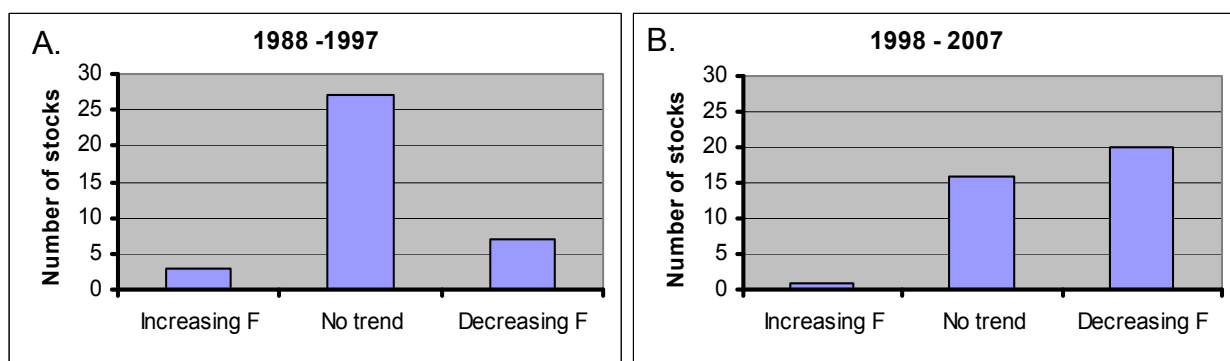 A.
1988 -1997
Number of stocks
30
25
20
15
10
5
0
Increasing F No trend Decreasing F
B.
1998 - 2007
Number of stocks
30
25
20
15
10
5
0
Increasing F No trend Decreasing F